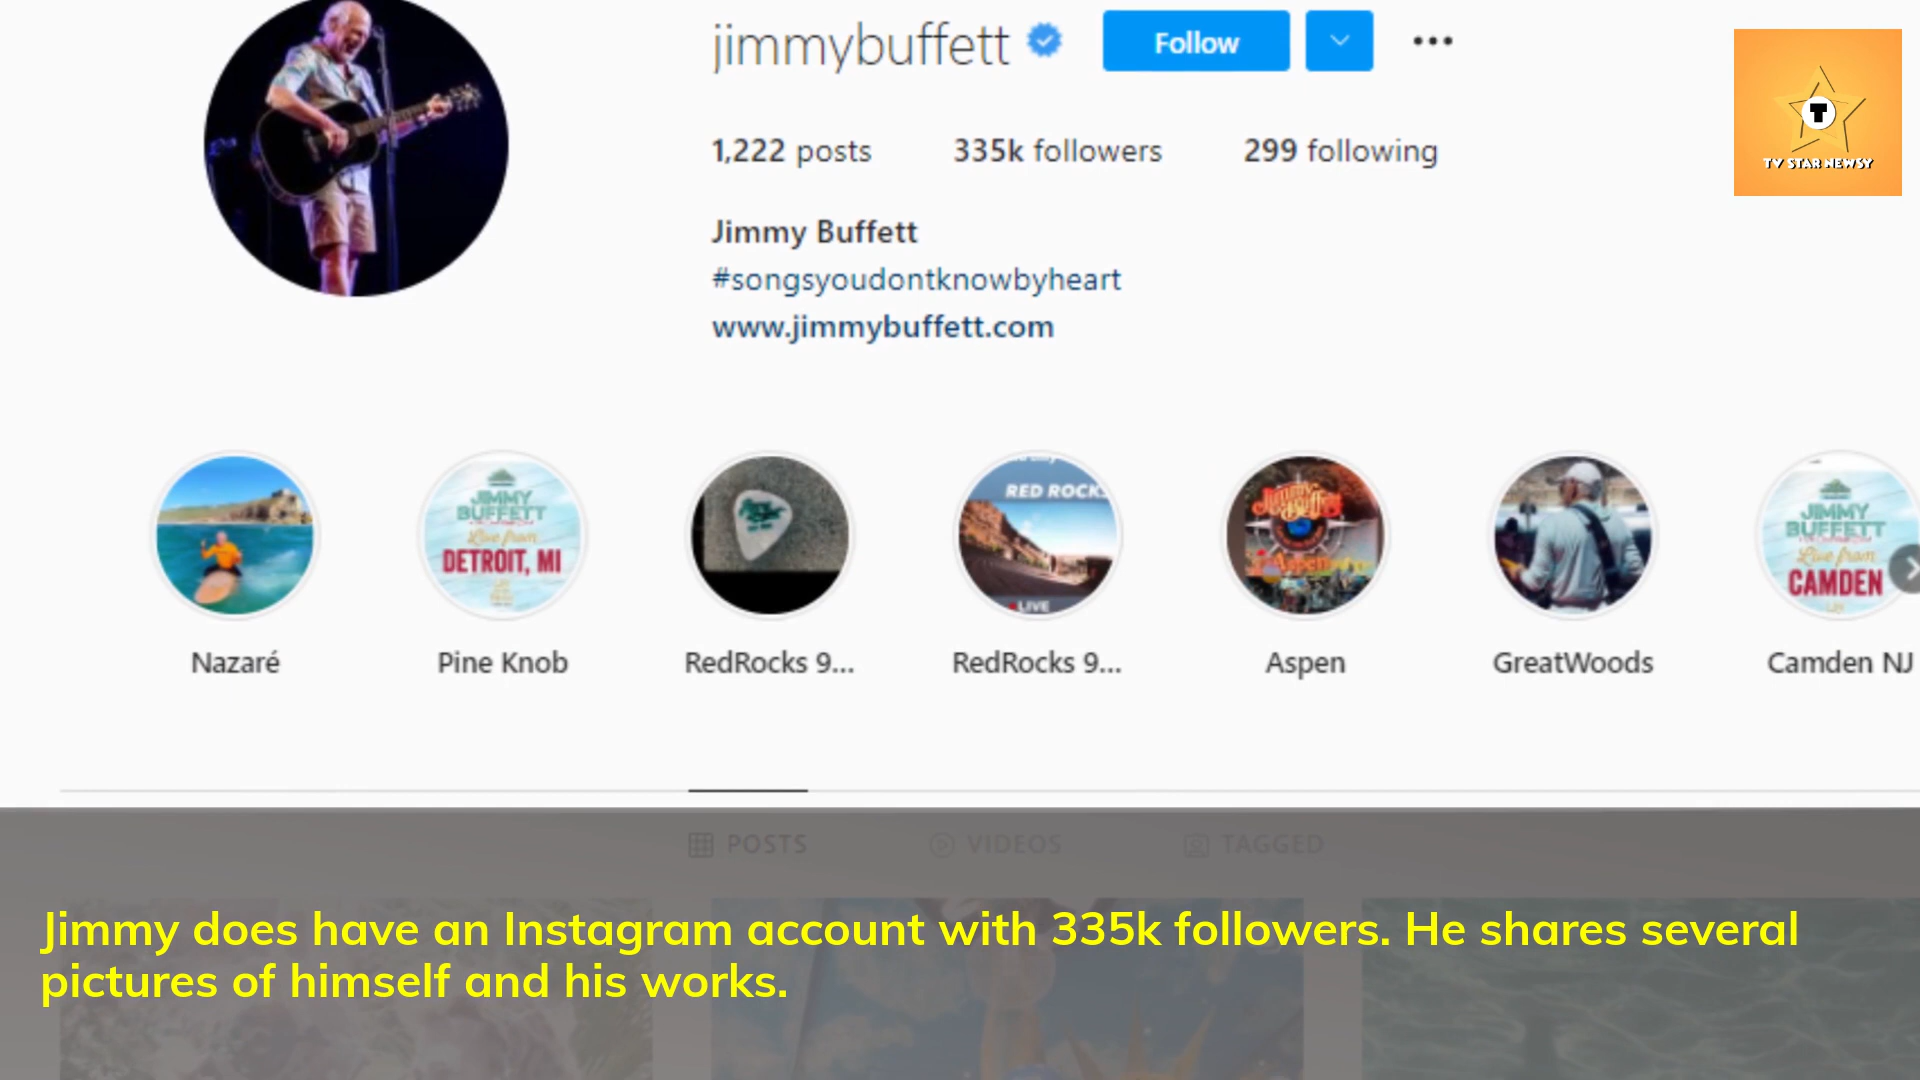 jimmybuffett
Follow
1,222 posts 335k followers 299 following
Jimmy Buffett
#songsyoudontknowbyheart
www.jimmybuffett.com
T
TV STAR NEWSY
JIMMY
BUFFETT
Live from
DETROIT, MI
RED ROCKS
LIVE
Jimmy
Buffett
Aspen
JIMMY
BUFFETT
Live from
CAMDEN
Nazaré
Pine Knob
RedRocks 9...
RedRocks 9...
Aspen
GreatWoods
Camden NJ
POSTS VIDEOS TAGGED
Jimmy does have an Instagram account with 335k followers. He shares several
pictures of himself and his works.